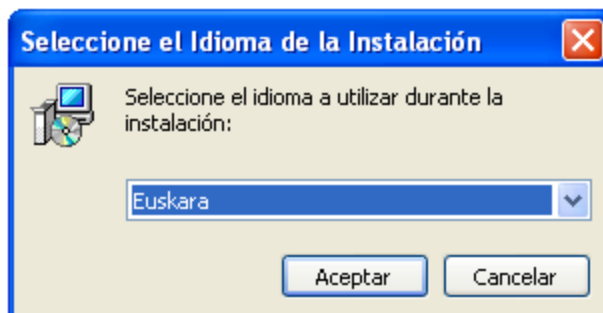 Seleccione el Idioma de la Instalación
Seleccione el idioma a utilizar durante la
instalación:
Euskara
Aceptar Cancelar